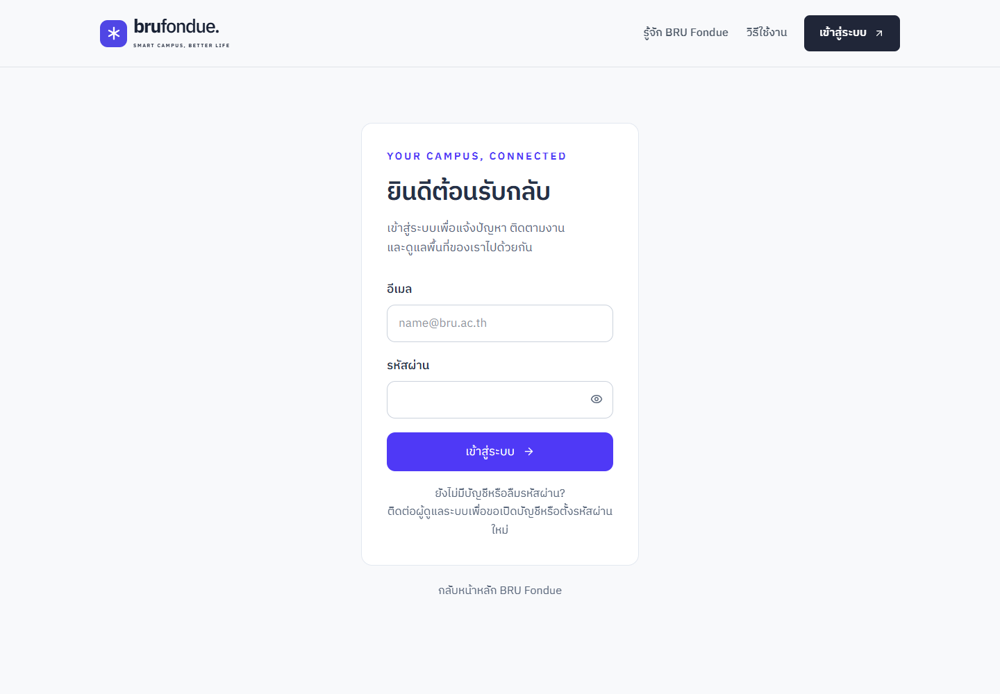 brufondue.
SMART CAMPUS, BETTER LIFE
รู้จัก BRU Fondue
วิธีใช้งาน
เข้าสู่ระบบ
YOUR CAMPUS, CONNECTED
ยินดีต้อนรับกลับ
เข้าสู่ระบบเพื่อแจ้งปัญหา ติดตามงาน
และดูแลพื้นที่ของเราไปด้วยกัน
อีเมล
name@bru.ac.th
รหัสผ่าน
เข้าสู่ระบบ
ยังไม่มีบัญชีหรือลืมรหัสผ่าน?
ติดต่อผู้ดูแลระบบเพื่อขอเปิดบัญชีหรือตั้งรหัสผ่าน
ใหม่
กลับหน้าหลัก BRU Fondue